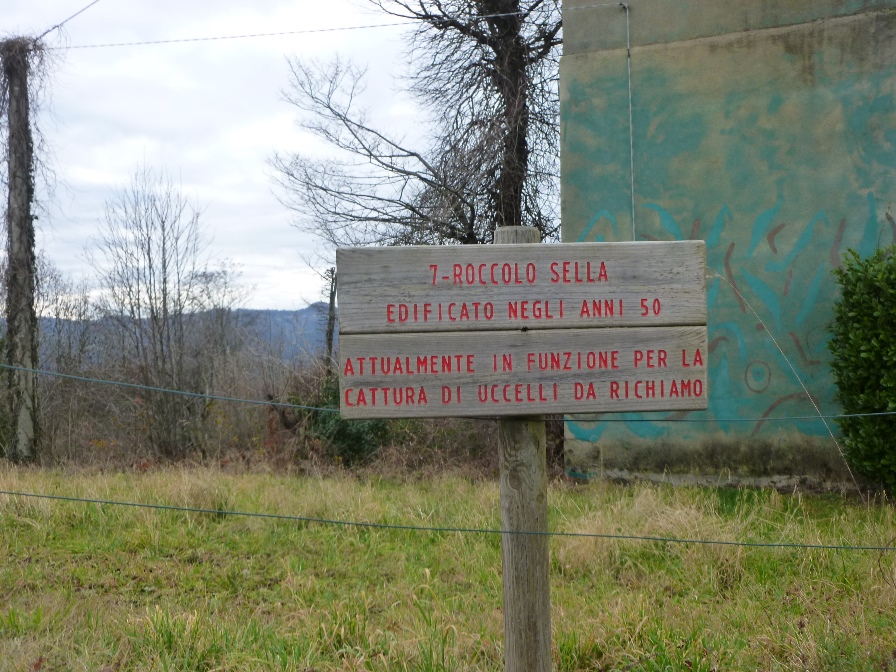 7-ROCCOLO SELLA
EDIFICATO NEGLI ANNI 50
ATTUALMENTE IN FUNZIONE PER LA
CATTURA DI UCCELLI DA RICHIAMO